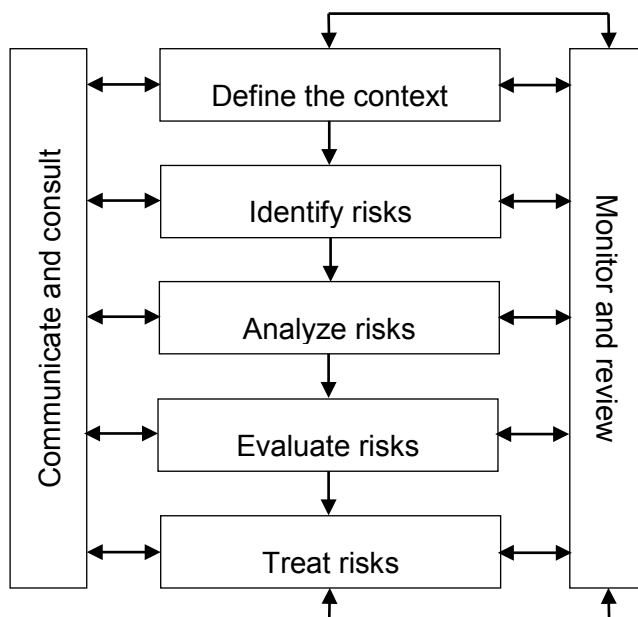 Define the context
Identify risks
Analyze risks
Evaluate risks
Treat risks
Communicate and consult
Monitor and review